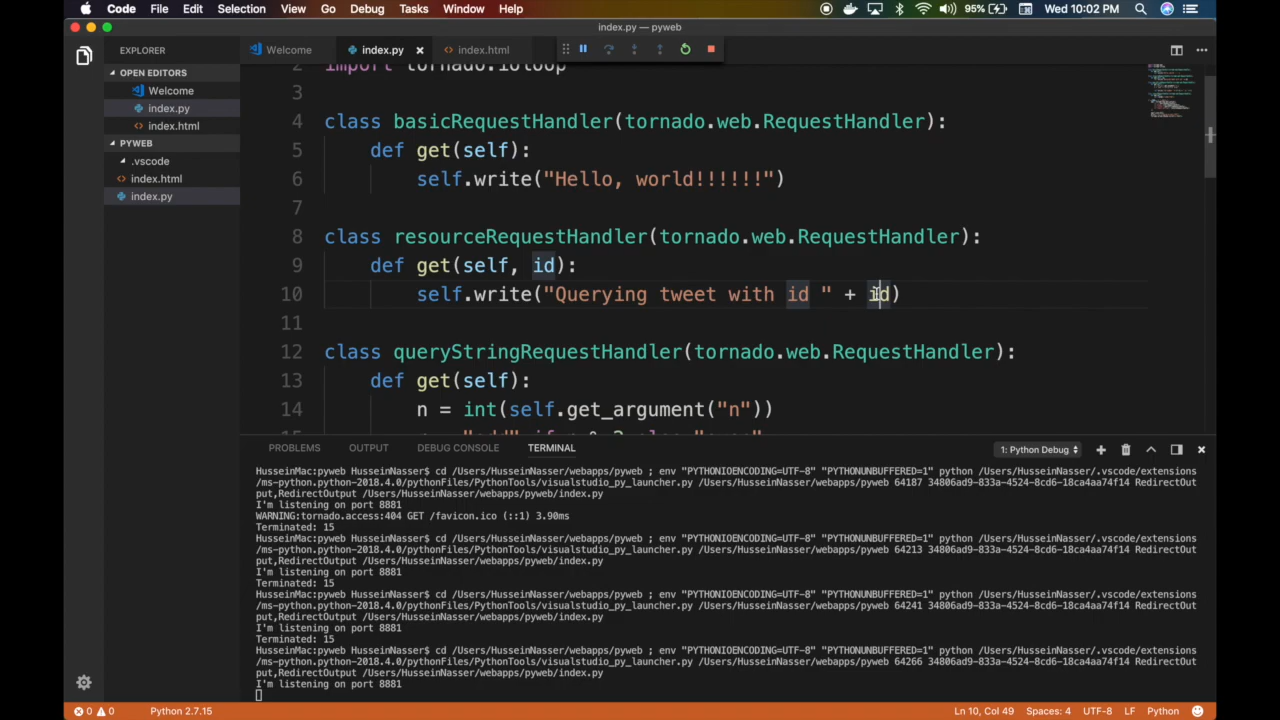 Code File Edit Selection View Go Debug Tasks Window Help 95% Wed 10:02 PM
index.py — pyweb
EXPLORER
OPEN EDITORS
Welcome
index.py
index.html
PYWEB
.vscode
index.html
index.py
Welcome index.py index.html
2 import tornado.ioloop
3
4 class basicRequestHandler(tornado.web.RequestHandler):
5 def get(self):
6 self.write("Hello, world!!!!!!")
7
8 class resourceRequestHandler(tornado.web.RequestHandler):
9 def get(self, id):
10 self.write("Querying tweet with id " + id)
11
12 class queryStringRequestHandler(tornado.web.RequestHandler):
13 def get(self):
14 n = int(self.get_argument("n"))
PROBLEMS OUTPUT DEBUG CONSOLE TERMINAL 1: Python Debug
HusseinMac:pyweb HusseinNasser$ cd /Users/HusseinNasser/webapps/pyweb ; env "PYTHONIOENCODING=UTF-8" "PYTHONUNBUFFERED=1" python /Users/HusseinNasser/.vscode/extensions
/ms-python.python-2018.4.0/pythonFiles/PythonTools/visualstudio_py_launcher.py /Users/HusseinNasser/webapps/pyweb 64187 34806ad9-833a-4524-8cd6-18ca4aa74f14 RedirectOut
put,RedirectOutput /Users/HusseinNasser/webapps/pyweb/index.py
I'm listening on port 8881
WARNING:tornado.access:404 GET /favicon.ico (::1) 3.90ms
Terminated: 15
HusseinMac:pyweb HusseinNasser$ cd /Users/HusseinNasser/webapps/pyweb ; env "PYTHONIOENCODING=UTF-8" "PYTHONUNBUFFERED=1" python /Users/HusseinNasser/.vscode/extensions
/ms-python.python-2018.4.0/pythonFiles/PythonTools/visualstudio_py_launcher.py /Users/HusseinNasser/webapps/pyweb 64213 34806ad9-833a-4524-8cd6-18ca4aa74f14 RedirectOut
put,RedirectOutput /Users/HusseinNasser/webapps/pyweb/index.py
I'm listening on port 8881
Terminated: 15
HusseinMac:pyweb HusseinNasser$ cd /Users/HusseinNasser/webapps/pyweb ; env "PYTHONIOENCODING=UTF-8" "PYTHONUNBUFFERED=1" python /Users/HusseinNasser/.vscode/extensions
/ms-python.python-2018.4.0/pythonFiles/PythonTools/visualstudio_py_launcher.py /Users/HusseinNasser/webapps/pyweb 64241 34806ad9-833a-4524-8cd6-18ca4aa74f14 RedirectOut
put,RedirectOutput /Users/HusseinNasser/webapps/pyweb/index.py
I'm listening on port 8881
Terminated: 15
HusseinMac:pyweb HusseinNasser$ cd /Users/HusseinNasser/webapps/pyweb ; env "PYTHONIOENCODING=UTF-8" "PYTHONUNBUFFERED=1" python /Users/HusseinNasser/.vscode/extensions
/ms-python.python-2018.4.0/pythonFiles/PythonTools/visualstudio_py_launcher.py /Users/HusseinNasser/webapps/pyweb 64266 34806ad9-833a-4524-8cd6-18ca4aa74f14 RedirectOut
put,RedirectOutput /Users/HusseinNasser/webapps/pyweb/index.py
I'm listening on port 8881
0 0 Python 2.7.15 Ln 10, Col 49 Spaces: 4 UTF-8 LF Python